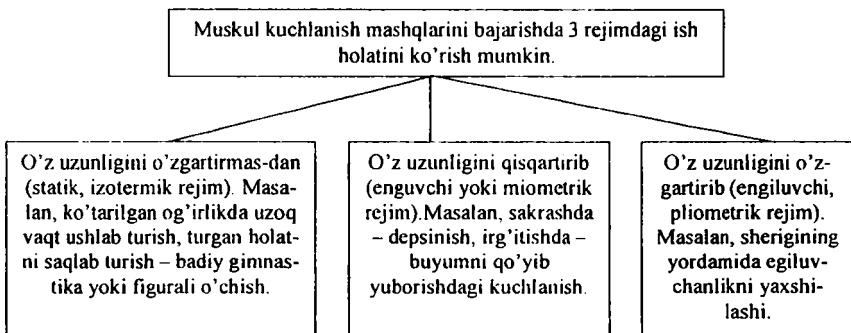 Muskul kuchlanish mashqlarini bajarishda 3 rejimdagi ish
holatini ko’rish mumkin.
O’z uzunligini o’zgartirmas-dan
(statik, izotermik rejim). Masa-
lan, ko’tarilgan og’irlikda uzoq
vaqt ushlab turish, turgan holat-
ni saqlab turish – badiy gimnas-
tika yoki figurali o’chish.
O’z uzunligini qisqartirib
(enguvchi yoki miometrik
rejim).Masalan, sakrashda
– depsinish, irg’itishda –
buyumni qo’yib
yuborishdagi kuchlanish.
O’z uzunligini o’z-
gartirib (engiluvchi,
pliometrik rejim).
Masalan, sherigining
yordamida egiluv-
chanlikni yaxshi-
lashi.